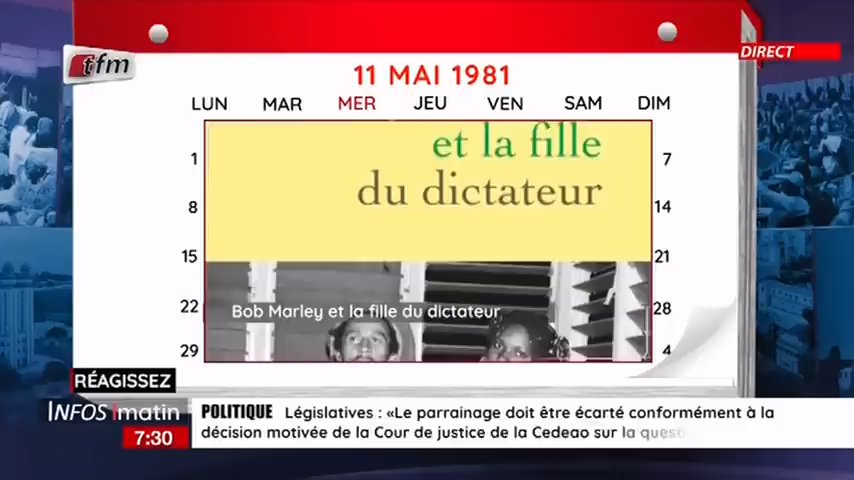 tfm
DIRECT
11 MAI 1981
LUN MAR MER JEU VEN SAM DIM
1 7
8 14
15 21
22 28
29 4
et la fille
du dictateur
Bob Marley et la fille du dictateur
RÉAGISSEZ
INFOS matin
7:30
POLITIQUE Législatives : «Le parrainage doit être écarté conformément à la
décision motivée de la Cour de justice de la Cedeao sur la